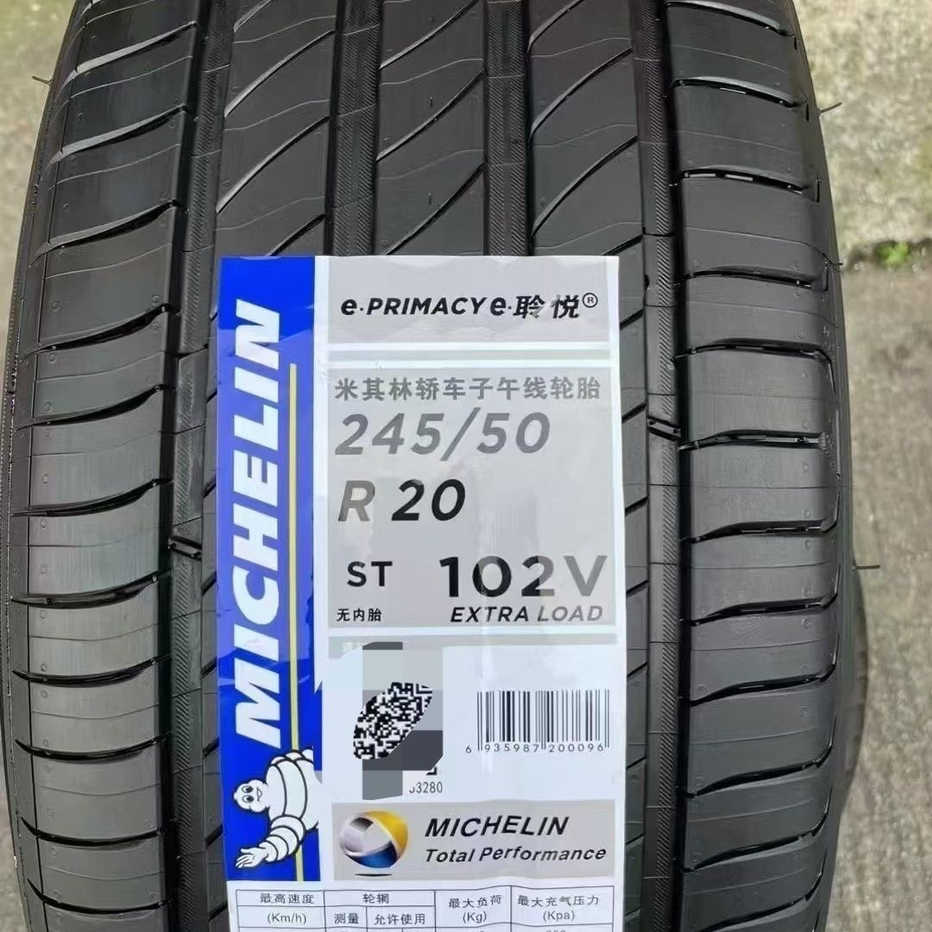 MICHELIN
e·PRIMACY e·聆悦®
米其林轿车子午线轮胎
245/50
R 20
ST 102V
无内胎 EXTRA LOAD
6 935987 200096
33280
MICHELIN
Total Performance
最高速度 轮辋 最大负荷 最大充气压力
(Km/h) 测量 允许使用 (Kg) (Kpa)